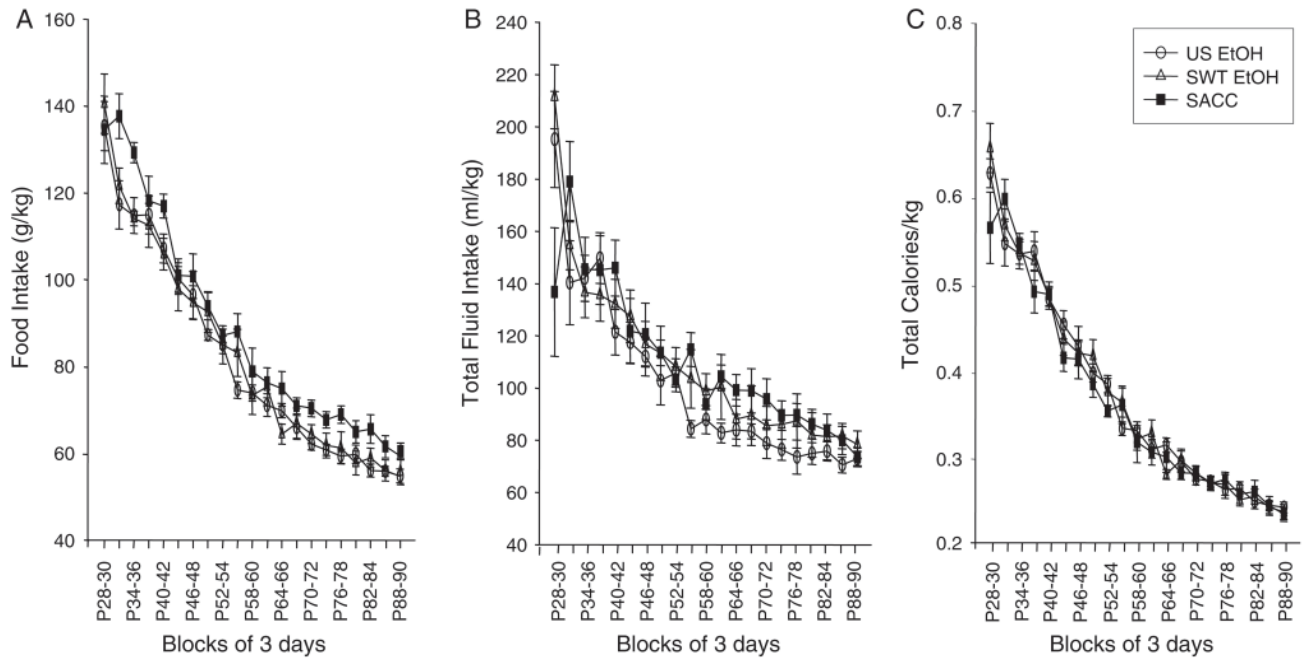 A
Food Intake (g/kg)
160
140
120
100
80
60
40
P28-30
P34-36
P40-42
P46-48
P52-54
P58-60
P64-66
P70-72
P76-78
P82-84
P88-90
Blocks of 3 days
B
Total Fluid Intake (ml/kg)
240
220
200
180
160
140
120
100
80
60
40
P28-30
P34-36
P40-42
P46-48
P52-54
P58-60
P64-66
P70-72
P76-78
P82-84
P88-90
Blocks of 3 days
C
Total Calories/kg
0.8
0.7
0.6
0.5
0.4
0.3
0.2
US EtOH
SWT EtOH
SACC
P28-30
P34-36
P40-42
P46-48
P52-54
P58-60
P64-66
P70-72
P76-78
P82-84
P88-90
Blocks of 3 days